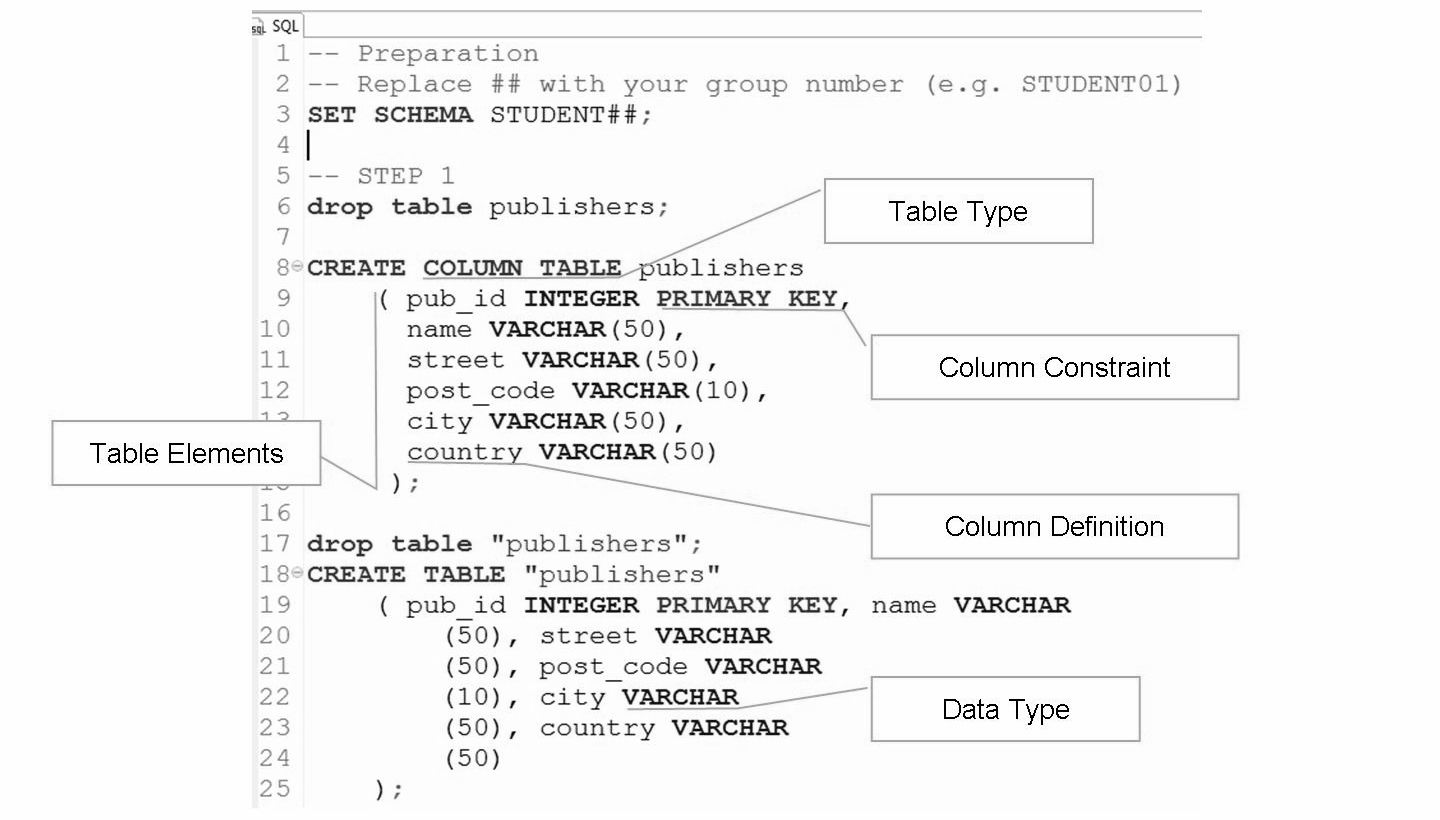 SQL
1 -- Preparation
2 -- Replace ## with your group number (e.g. STUDENT01)
3 SET SCHEMA STUDENT##;
4
5 -- STEP 1
6 drop table publishers;
Table Type
7
8 CREATE COLUMN TABLE publishers
9 ( pub_id INTEGER PRIMARY KEY,
10 name VARCHAR(50),
11 street VARCHAR(50),
Column Constraint
12 post_code VARCHAR(10),
city VARCHAR(50),
Table Elements
country VARCHAR(50)
);
16
Column Definition
17 drop table "publishers";
18 CREATE TABLE "publishers"
19 ( pub_id INTEGER PRIMARY KEY, name VARCHAR
20 (50), street VARCHAR
21 (50), post_code VARCHAR
22 (10), city VARCHAR
Data Type
23 (50), country VARCHAR
24 (50)
25 );